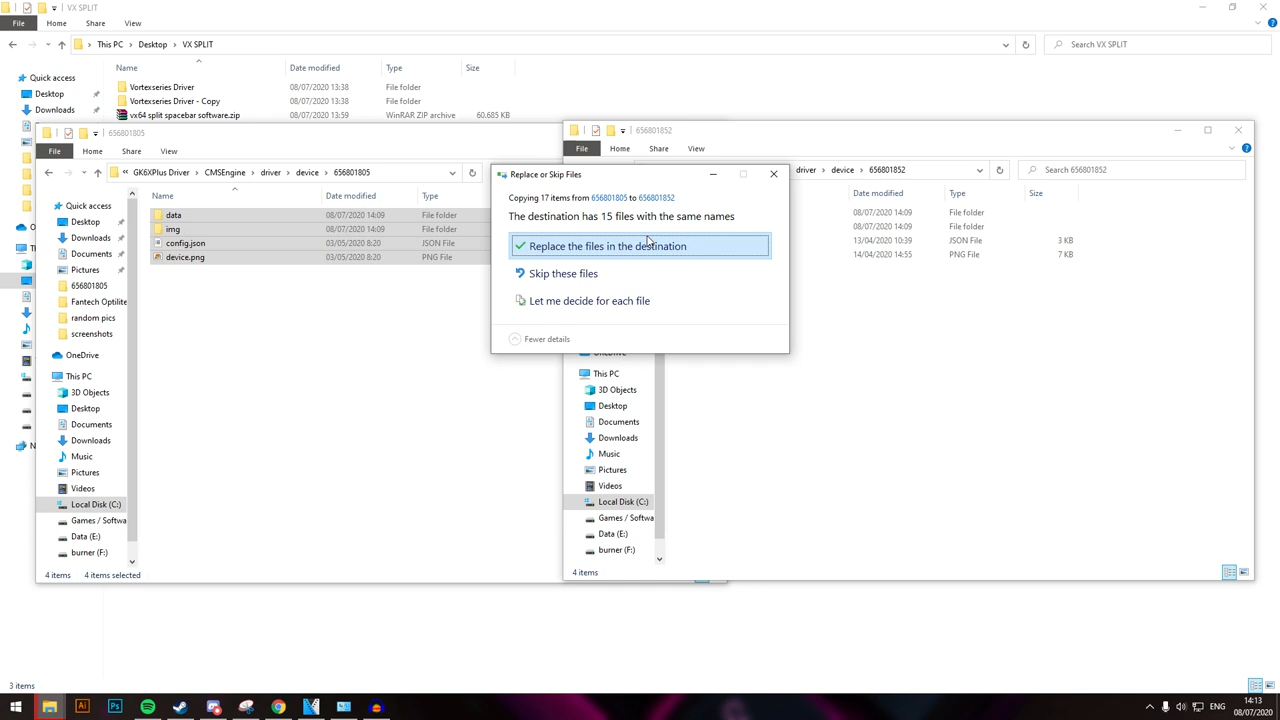 VX SPLIT
File Home Share View
This PC Desktop VX SPLIT
Search VX SPLIT
Name Date modified Type Size
Quick access
Desktop
Downloads
Vortexseries Driver 08/07/2020 13:38 File folder
Vortexseries Driver - Copy 08/07/2020 13:38 File folder
vx64 split spacebar software.zip 08/07/2020 13:59 WinRAR ZIP archive 60.685 KB
656801805
File Home Share View
« GK6XPlus Driver CMSEngine driver device 656801805
Name Date modified Type
Quick access
Desktop
Downloads
Documents
Pictures
656801805
Fantech Optilite
random pics
screenshots
OneDrive
This PC
3D Objects
Desktop
Documents
Downloads
Music
Pictures
Videos
Local Disk (C:)
Games / Softwa
Data (E:)
burner (F:)
data 08/07/2020 14:09 File folder
img 08/07/2020 14:09 File folder
config.json 03/05/2020 8:20 JSON File
device.png 03/05/2020 8:20 PNG File
4 items 4 items selected
656801852
File Home Share View
driver device 656801852
Search 656801852
Date modified Type Size
08/07/2020 14:09 File folder
08/07/2020 14:09 File folder
13/04/2020 10:39 JSON File 3 KB
14/04/2020 14:55 PNG File 7 KB
This PC
3D Objects
Desktop
Documents
Downloads
Music
Pictures
Videos
Local Disk (C:)
Games / Softwa
Data (E:)
burner (F:)
4 items
Replace or Skip Files
Copying 17 items from 656801805 to 656801852
The destination has 15 files with the same names
Replace the files in the destination
Skip these files
Let me decide for each file
Fewer details
3 items
Ai Ps
ENG
14:13
08/07/2020